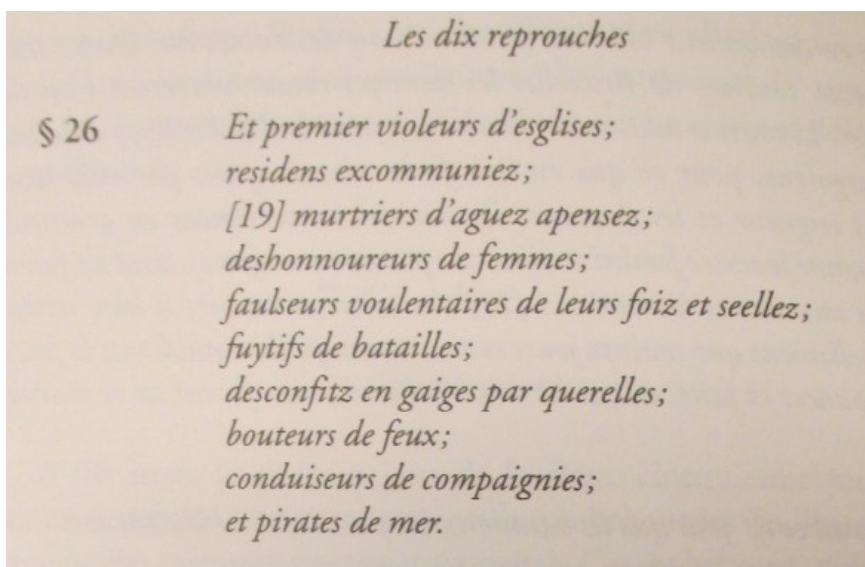 Les dix reprouches
§ 26 Et premier violeurs d'esglises;
residens excommuniez;
[19] murtriers d'aguez apensez;
deshonnoureurs de femmes;
faulseurs voulentaires de leurs foiz et seellez;
fuytifs de batailles;
desconfitz en gaiges par querelles;
bouteurs de feux;
conduiseurs de compaignies;
et pirates de mer.